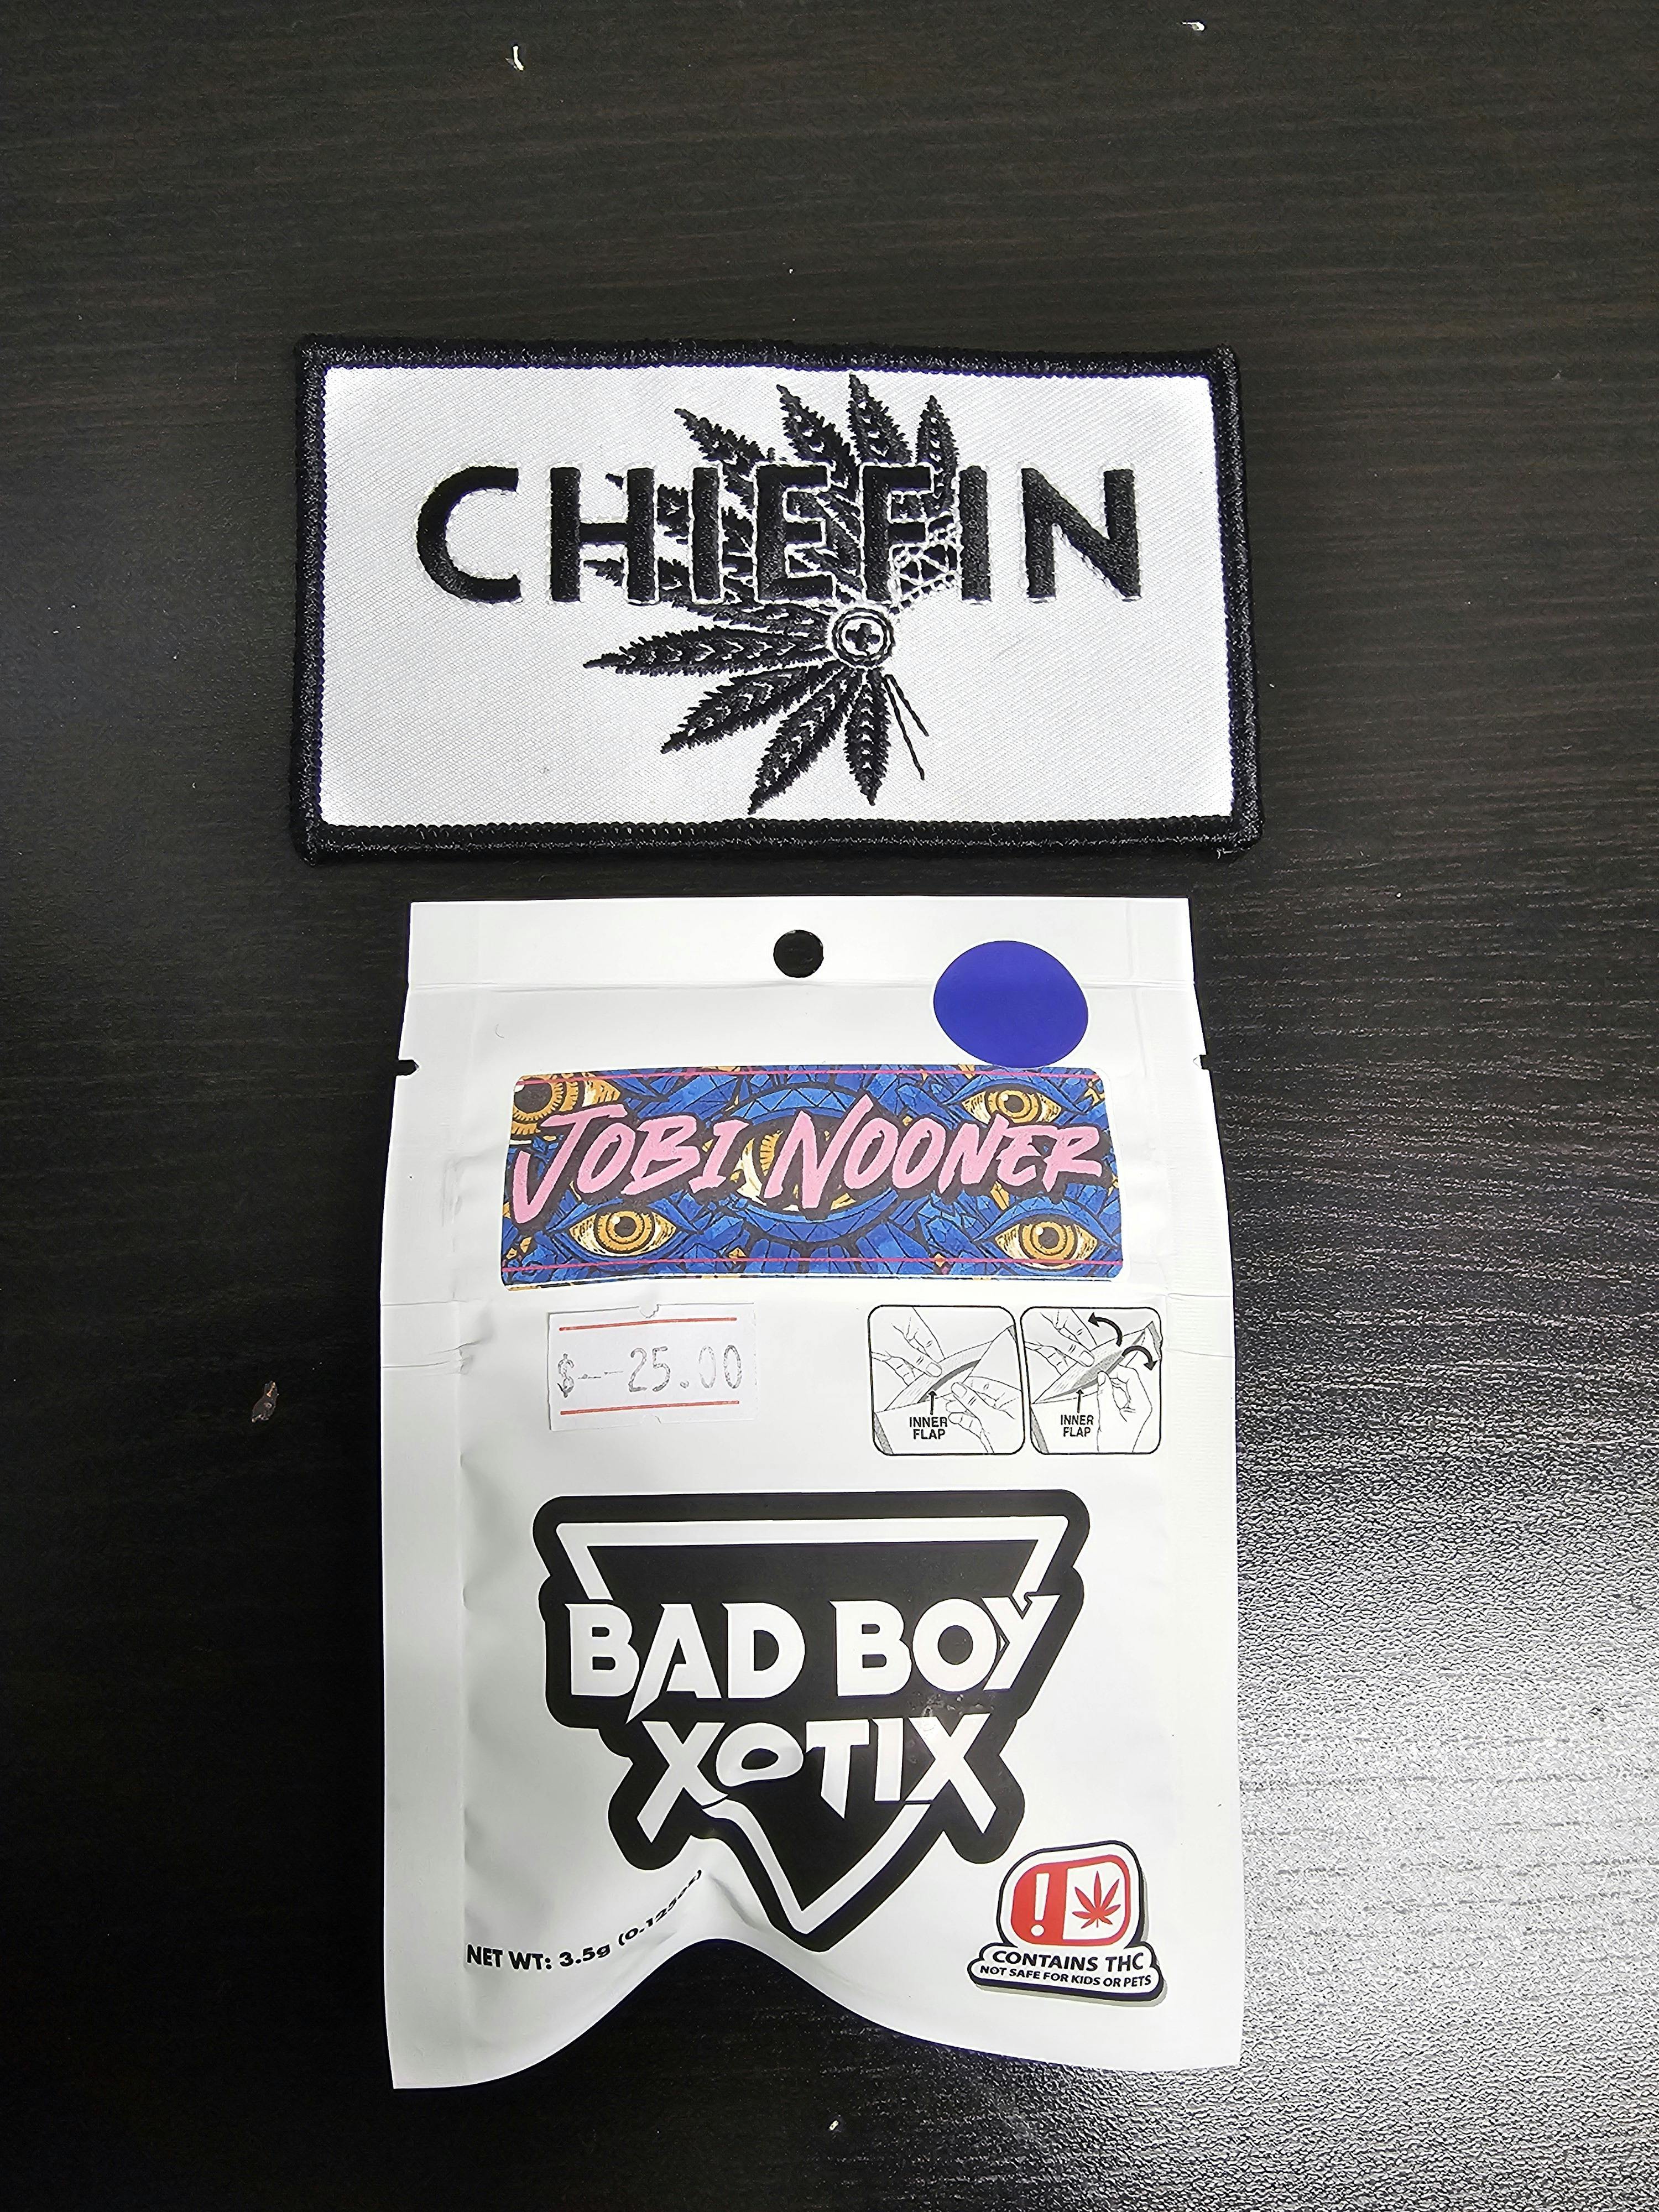 CHIEFIN
JOBI NOONER
$--25.00
INNER
FLAP
INNER
FLAP
BAD BOY
XOTIX
NET WT: 3.5g
CONTAINS THC
NOT SAFE FOR KIDS OR PETS